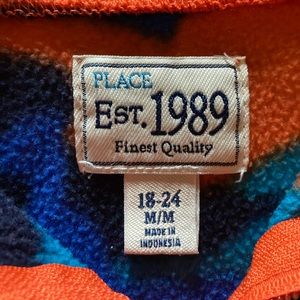 PLACE
EST. 1989
Finest Quality
18-24
M/M
MADE IN
INDONESIA